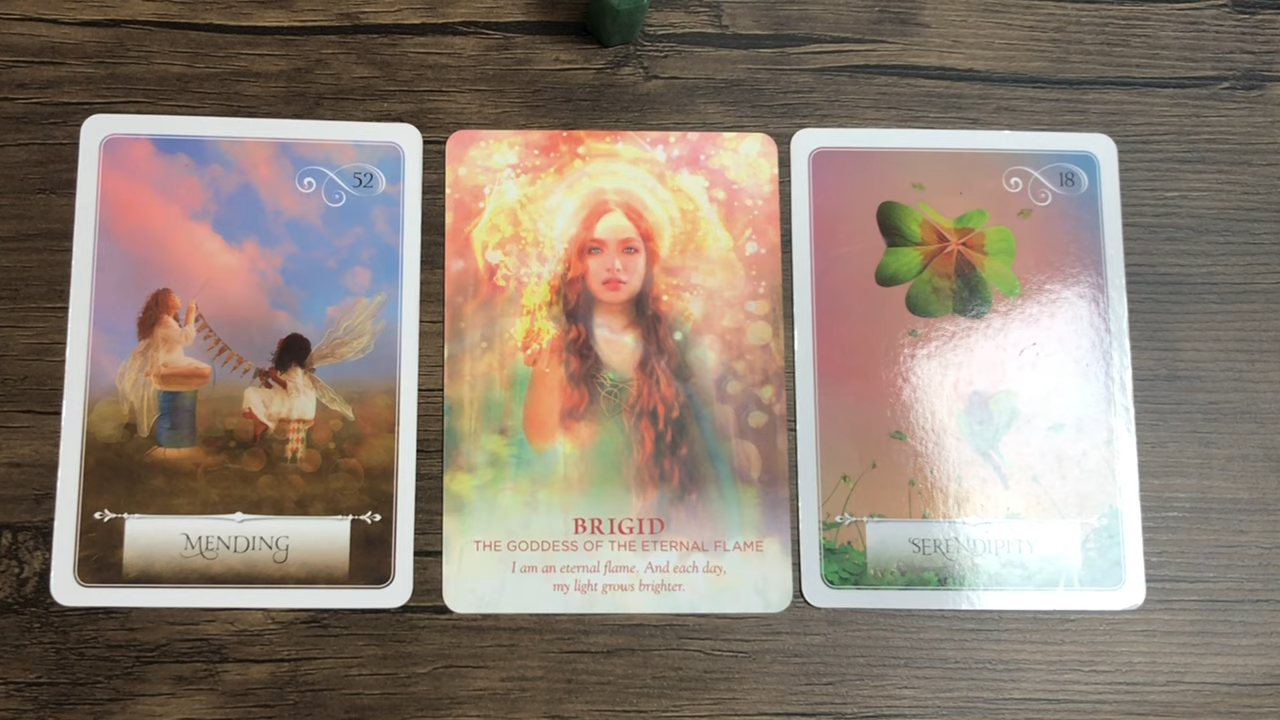 52
MENDING
BRIGID
THE GODDESS OF THE ETERNAL FLAME
I am an eternal flame. And each day,
my light grows brighter.
18
SERENDIPITY